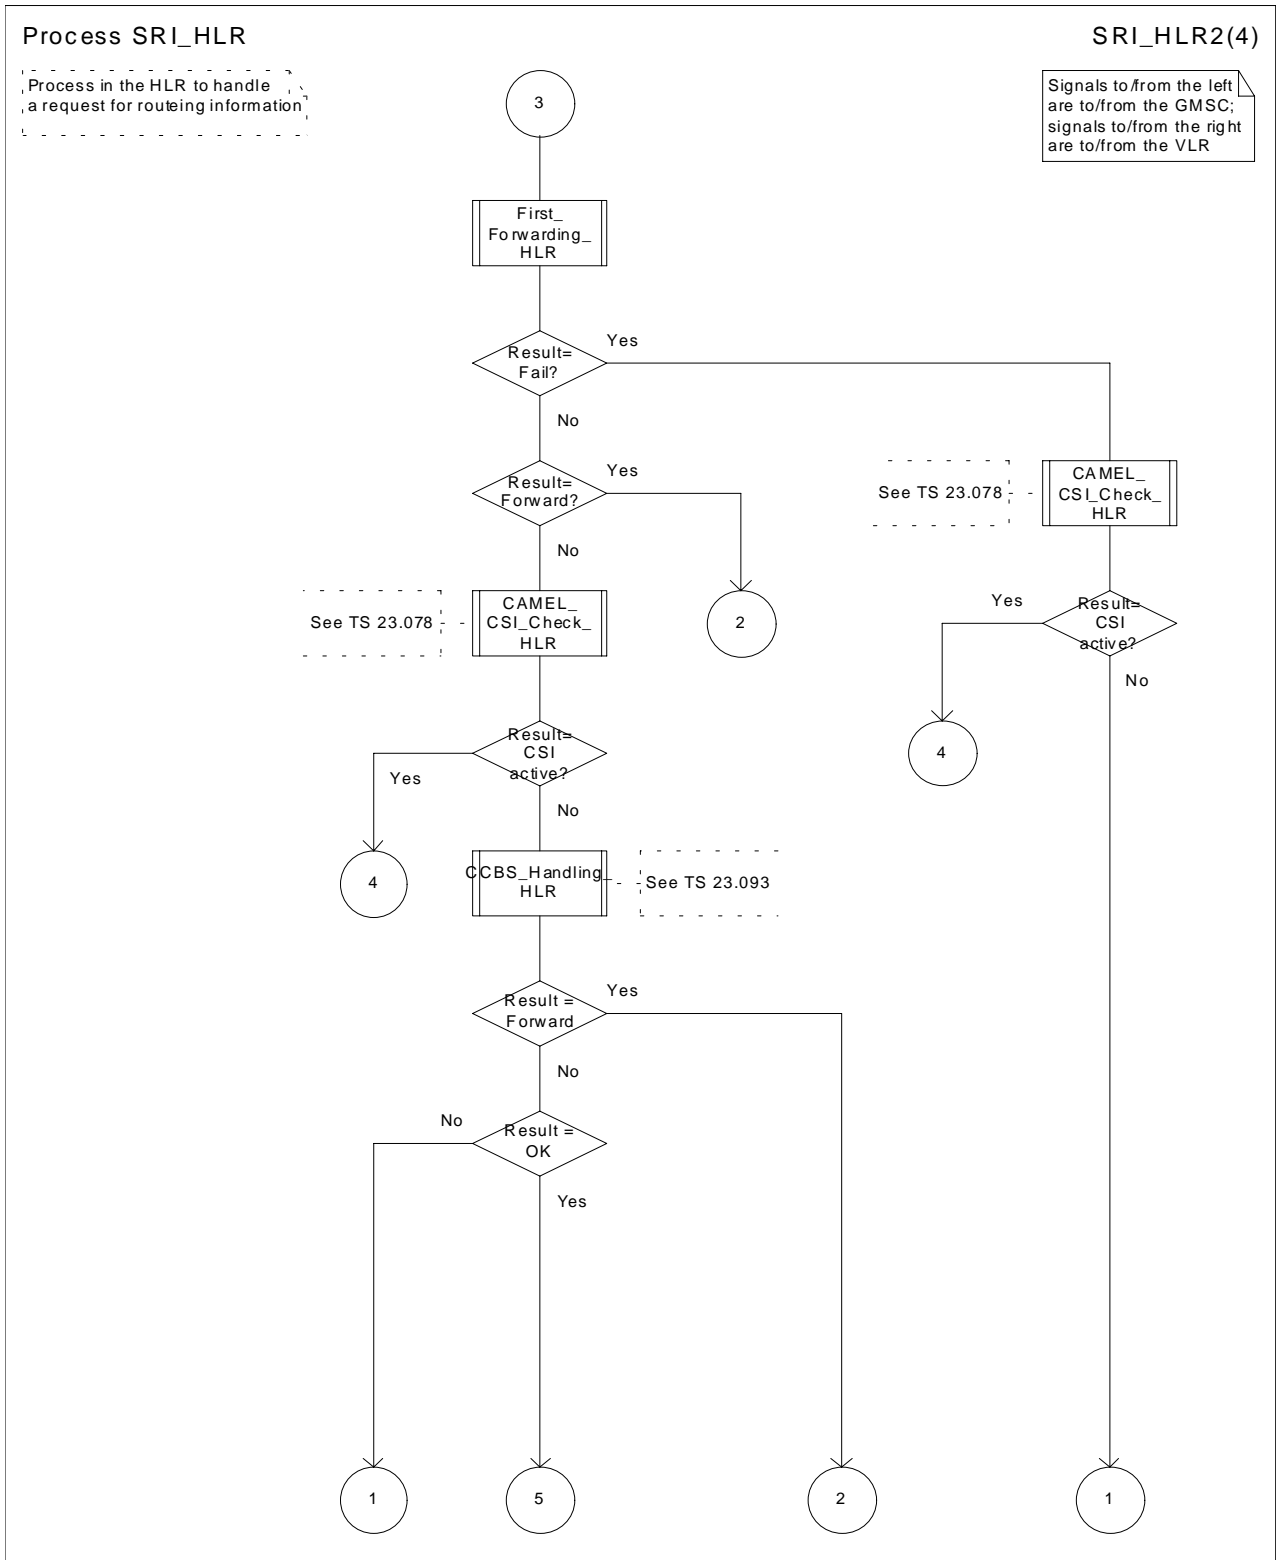 Process SRI_HLR
SRI_HLR2(4)
Process in the HLR to handle
a request for routeing information
3
Signals to/from the left
are to/from the GMSC;
signals to/from the right
are to/from the VLR
First_
Forwarding_
HLR
Result=
Fail?
Yes
No
Result=
Forward?
Yes
No
See TS 23.078
CAMEL_
CSI_Check_
HLR
See TS 23.078
CAMEL_
CSI_Check_
HLR
2
Yes
Result=
CSI
active?
No
Result=
CSI
active?
Yes
No
4
4
CCBS_Handling_
HLR
See TS 23.093
Result =
Forward
Yes
No
No
Result =
OK
Yes
1
5
2
1